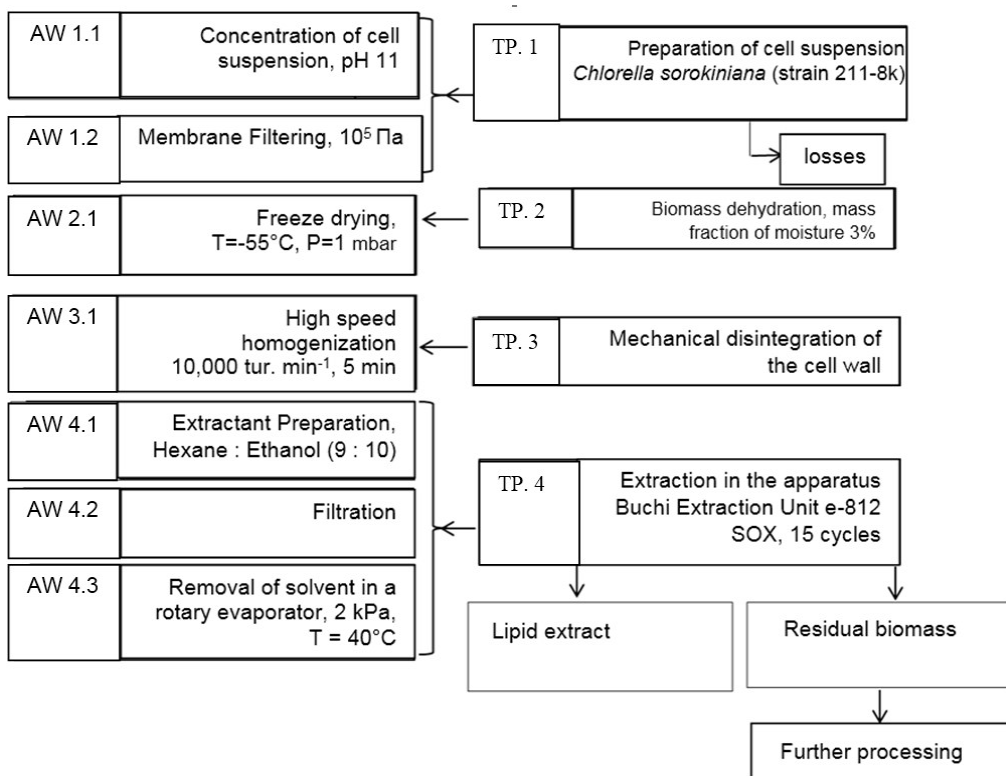 AW 1.1
Concentration of cell
suspension, pH 11
TP. 1
Preparation of cell suspension
Chlorella sorokiniana (strain 211-8k)
AW 1.2
Membrane Filtering, 10⁵ Па
losses
AW 2.1
Freeze drying,
T=-55°C, P=1 mbar
TP. 2
Biomass dehydration, mass
fraction of moisture 3%
AW 3.1
High speed
homogenization
10,000 tur. min⁻¹, 5 min
TP. 3
Mechanical disintegration of
the cell wall
AW 4.1
Extractant Preparation,
Hexane : Ethanol (9 : 10)
AW 4.2
Filtration
TP. 4
Extraction in the apparatus
Buchi Extraction Unit e-812
SOX, 15 cycles
AW 4.3
Removal of solvent in a
rotary evaporator, 2 kPa,
T = 40°C
Lipid extract
Residual biomass
Further processing